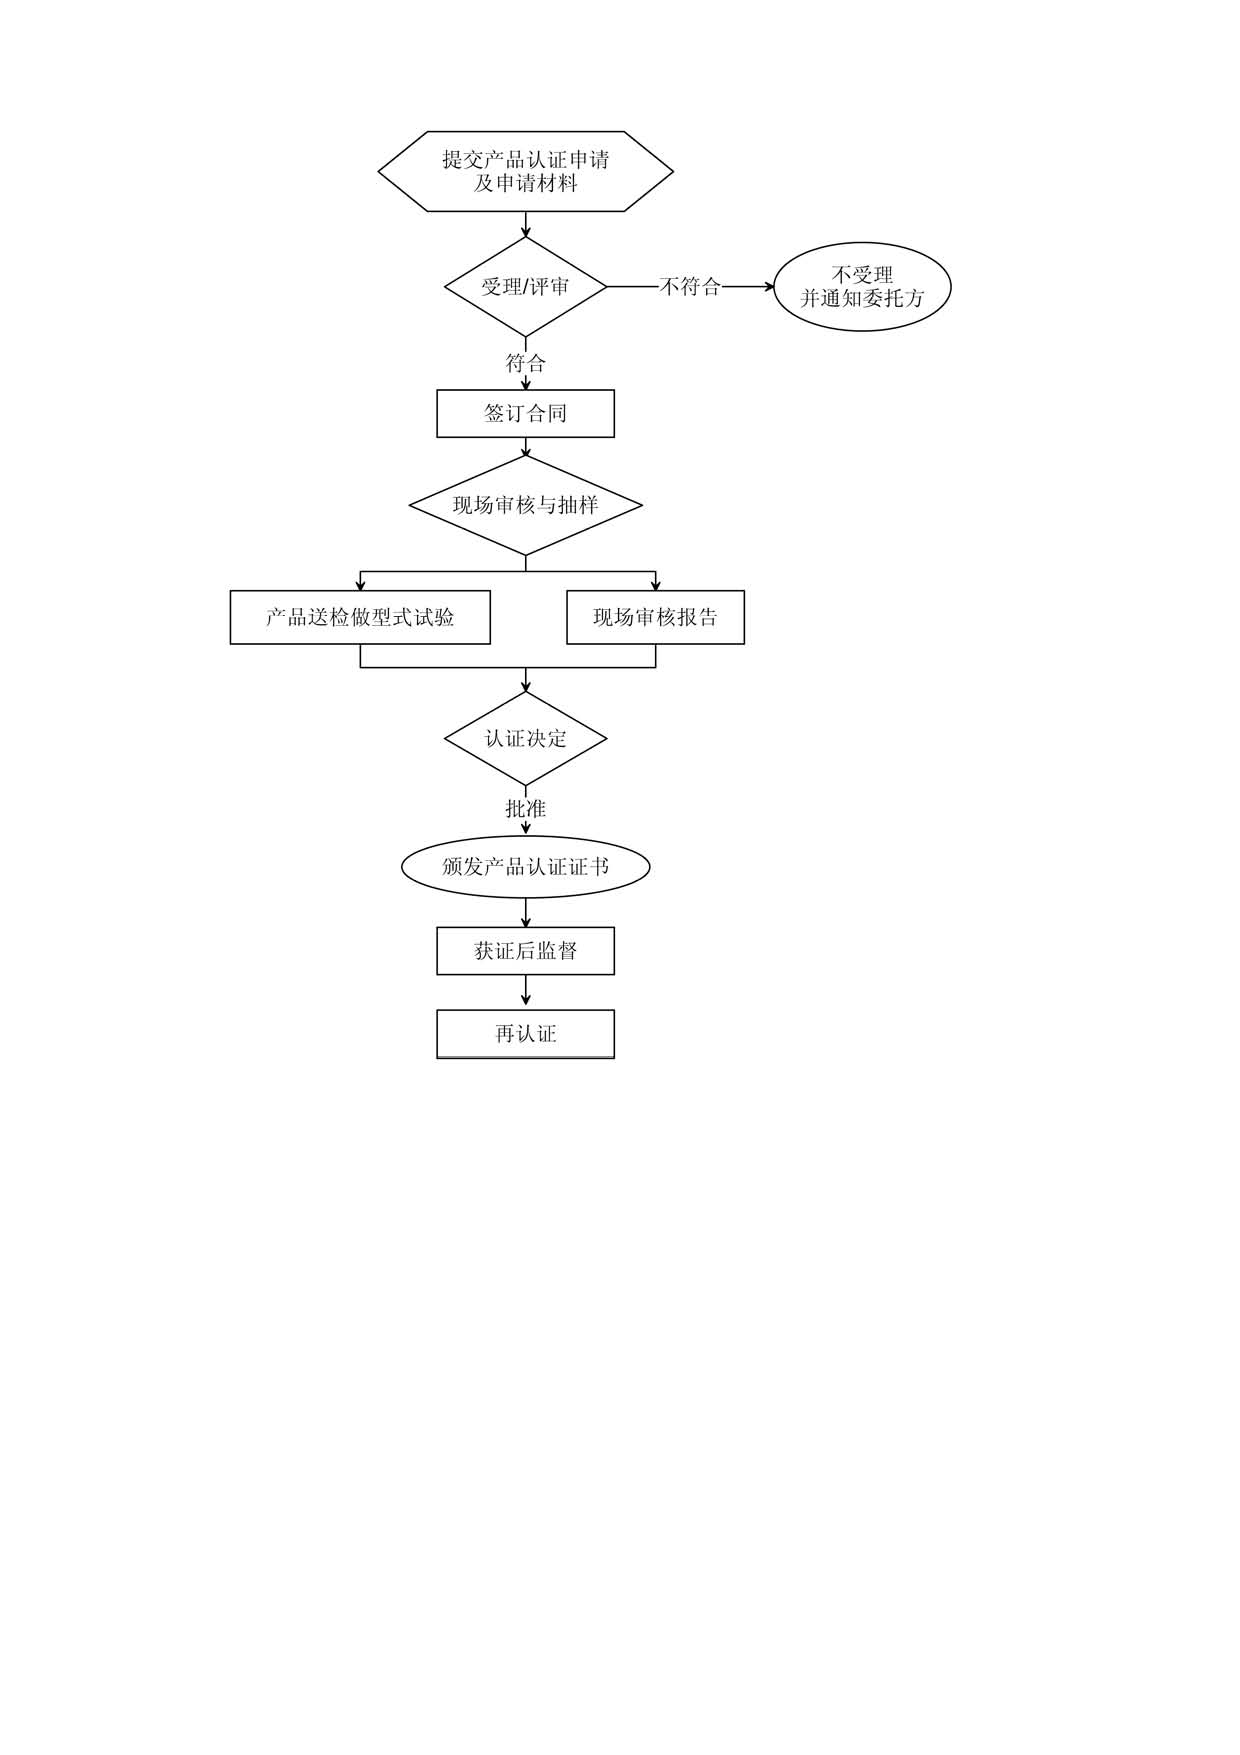 提交产品认证申请
及申请材料
受理/评审
不符合
不受理
并通知委托方
符合
签订合同
现场审核与抽样
产品送检做型式试验
现场审核报告
认证决定
批准
颁发产品认证证书
获证后监督
再认证